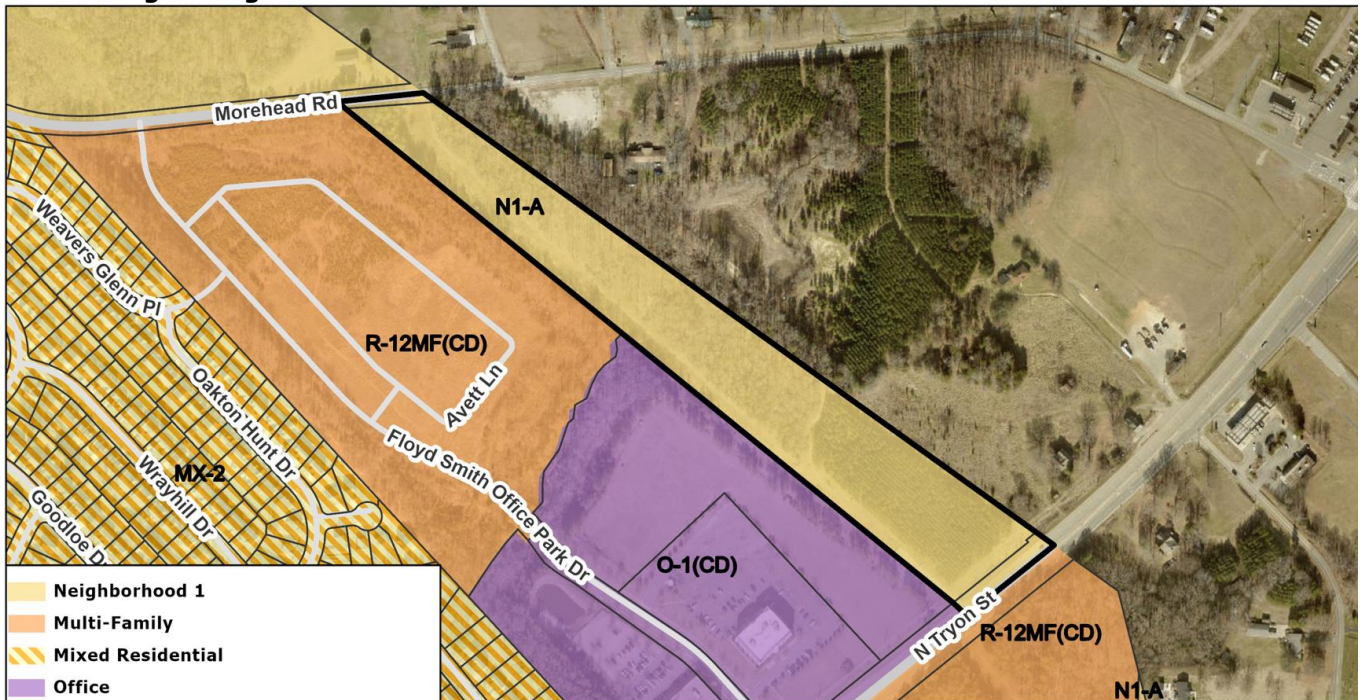 Morehead Rd
N1-A
Weavers Glenn Pl
R-12MF(CD)
Avett Ln
Oakton Hunt Dr
Floyd Smith Office Park Dr
MX-2
Wrayhill Dr
Goodloe Dr
O-1(CD)
N Tryon St
R-12MF(CD)
N1-A
Neighborhood 1
Multi-Family
Mixed Residential
Office